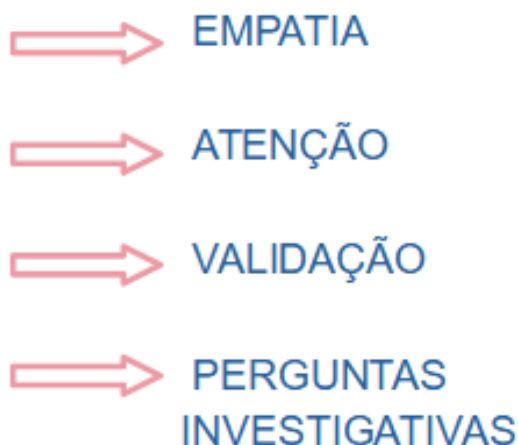 EMPATIA
ATENÇÃO
VALIDAÇÃO
PERGUNTAS
INVESTIGATIVAS